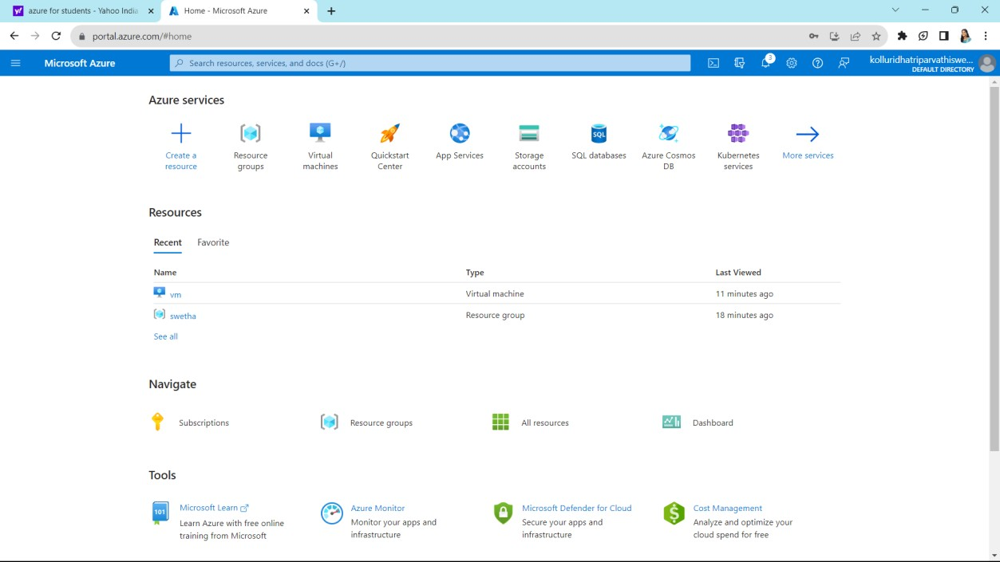 azure for students - Yahoo India
Home - Microsoft Azure
portal.azure.com/#home
Microsoft Azure
Search resources, services, and docs (G+/)
3
kolluridhatriparvathiswe...
DEFAULT DIRECTORY
Azure services
Create a resource
Resource groups
Virtual machines
Quickstart Center
App Services
Storage accounts
SQL
SQL databases
Azure Cosmos DB
Kubernetes services
More services
Resources
Recent
Favorite
Name Type Last Viewed
vm Virtual machine 11 minutes ago
swetha Resource group 18 minutes ago
See all
Navigate
Subscriptions
Resource groups
All resources
Dashboard
Tools
101
Microsoft Learn
Learn Azure with free online
training from Microsoft
Azure Monitor
Monitor your apps and
infrastructure
Microsoft Defender for Cloud
Secure your apps and
infrastructure
$
Cost Management
Analyze and optimize your
cloud spend for free